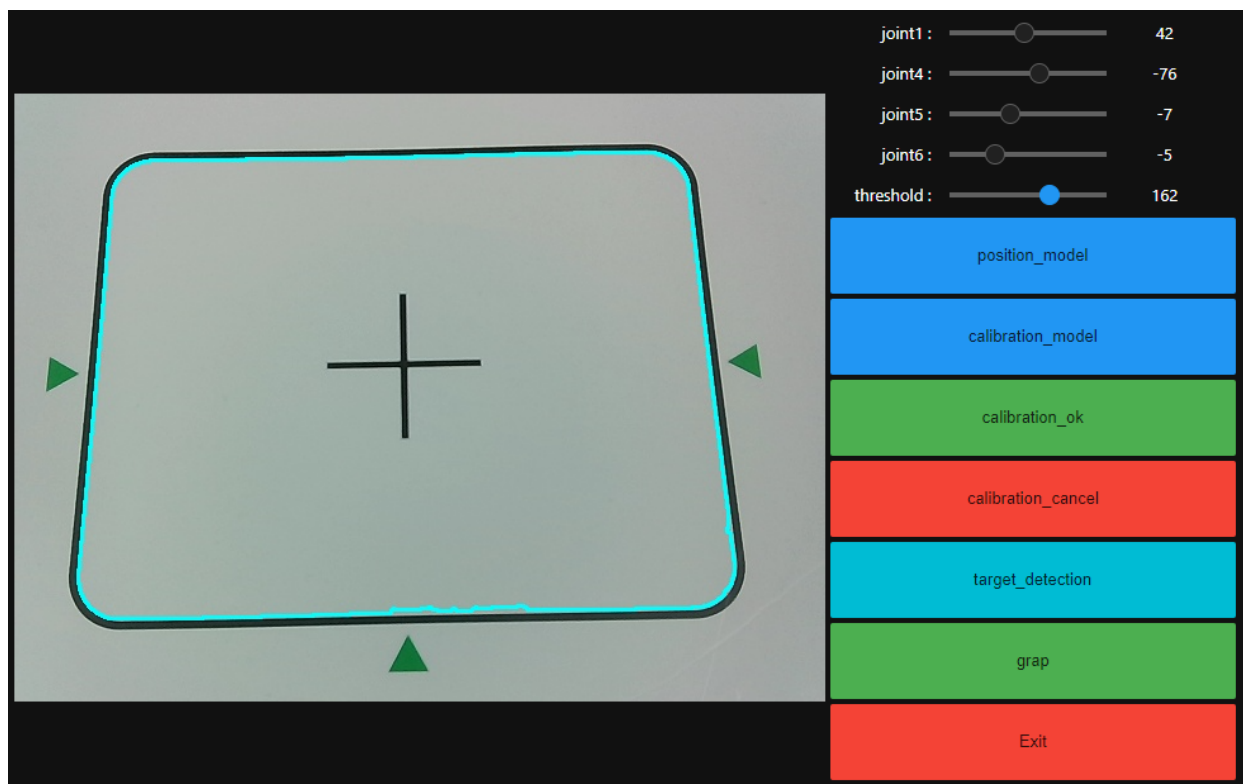 joint1 : 42
joint4 : -76
joint5 : -7
joint6 : -5
threshold : 162
position_model
calibration_model
calibration_ok
calibration_cancel
target_detection
grap
Exit